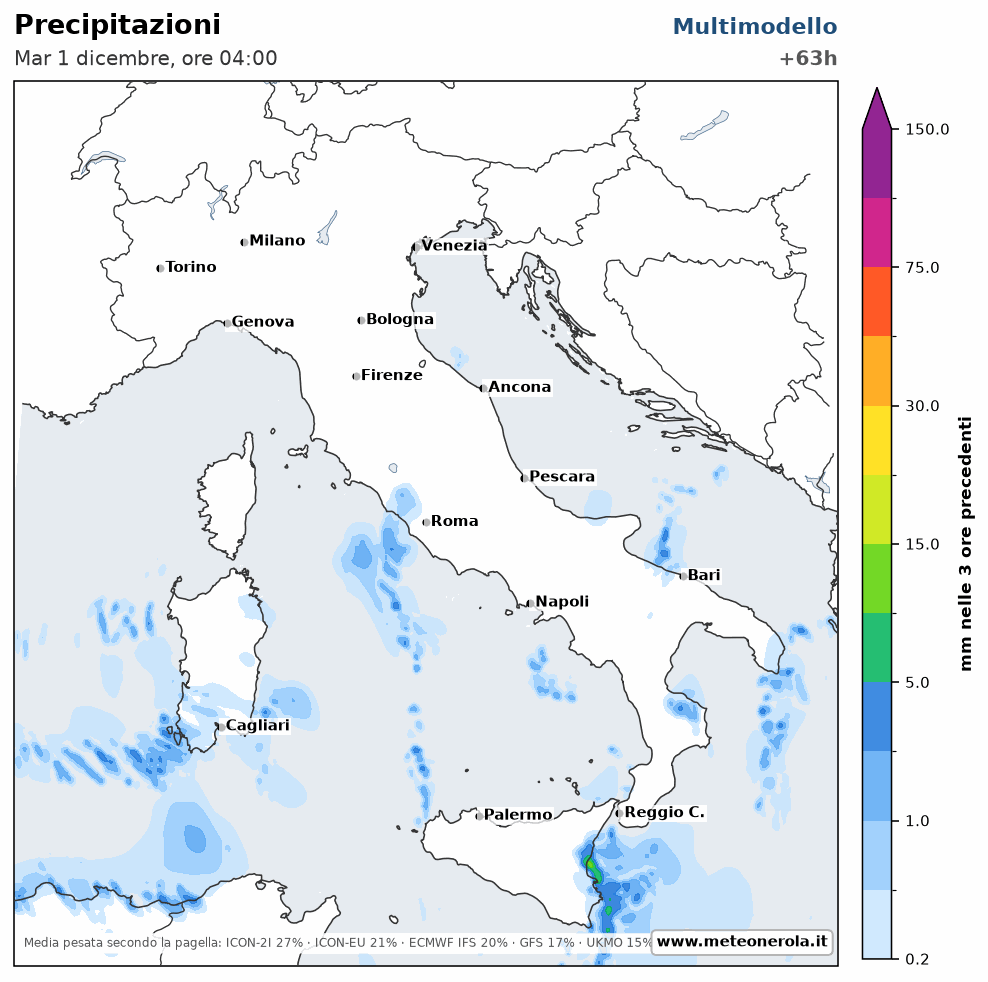 Precipitazioni
Multimodello
Mar 1 dicembre, ore 04:00
+63h
150.0
75.0
30.0
15.0
5.0
1.0
0.2
mm nelle 3 ore precedenti
Milano
Venezia
Torino
Genova
Bologna
Firenze
Ancona
Pescara
Roma
Bari
Napoli
Cagliari
Palermo
Reggio C.
Media pesata secondo la pagella: ICON-2I 27% · ICON-EU 21% · ECMWF IFS 20% · GFS 17% · UKMO 15%
www.meteonerola.it